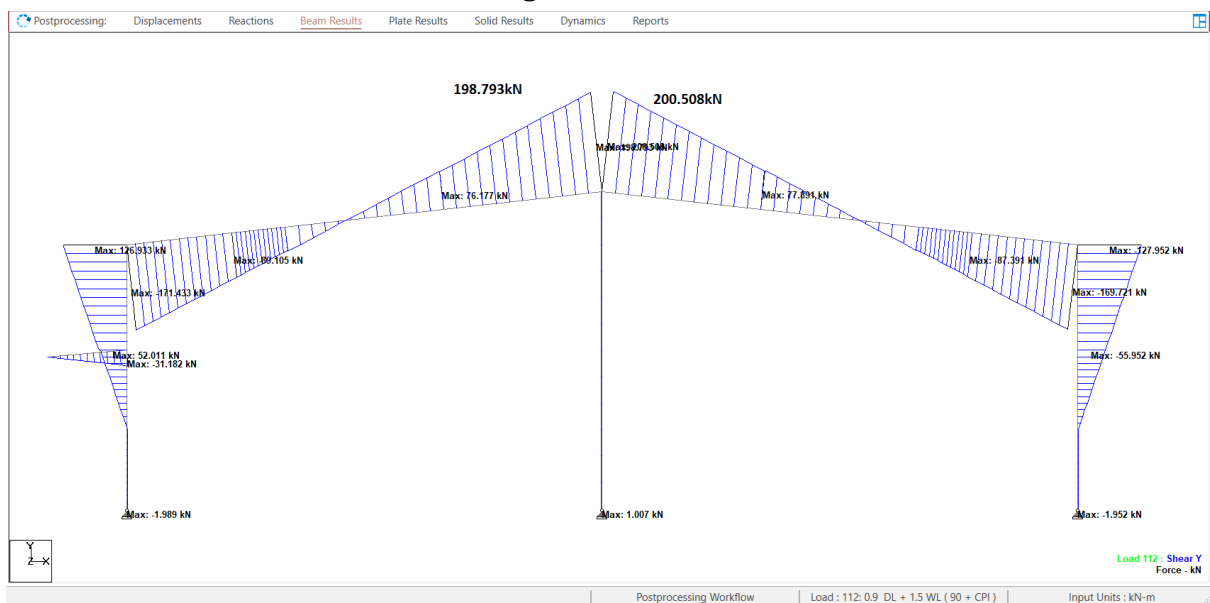 Postprocessing: Displacements Reactions Beam Results Plate Results Solid Results Dynamics Reports
198.793kN
200.508kN
Max: 76.177 kN
Max: 77.891 kN
Max: 126.933 kN
Max: -127.952 kN
Max: -89.105 kN
Max: -87.391 kN
Max: -171.433 kN
Max: -169.721 kN
Max: 52.011 kN
Max: -31.182 kN
Max: -55.952 kN
Max: -1.989 kN
Max: 1.007 kN
Max: -1.952 kN
Y
Z X
Load 112 : Shear Y
Force - kN
Postprocessing Workflow Load : 112: 0.9 DL + 1.5 WL ( 90 + CPI ) Input Units : kN-m